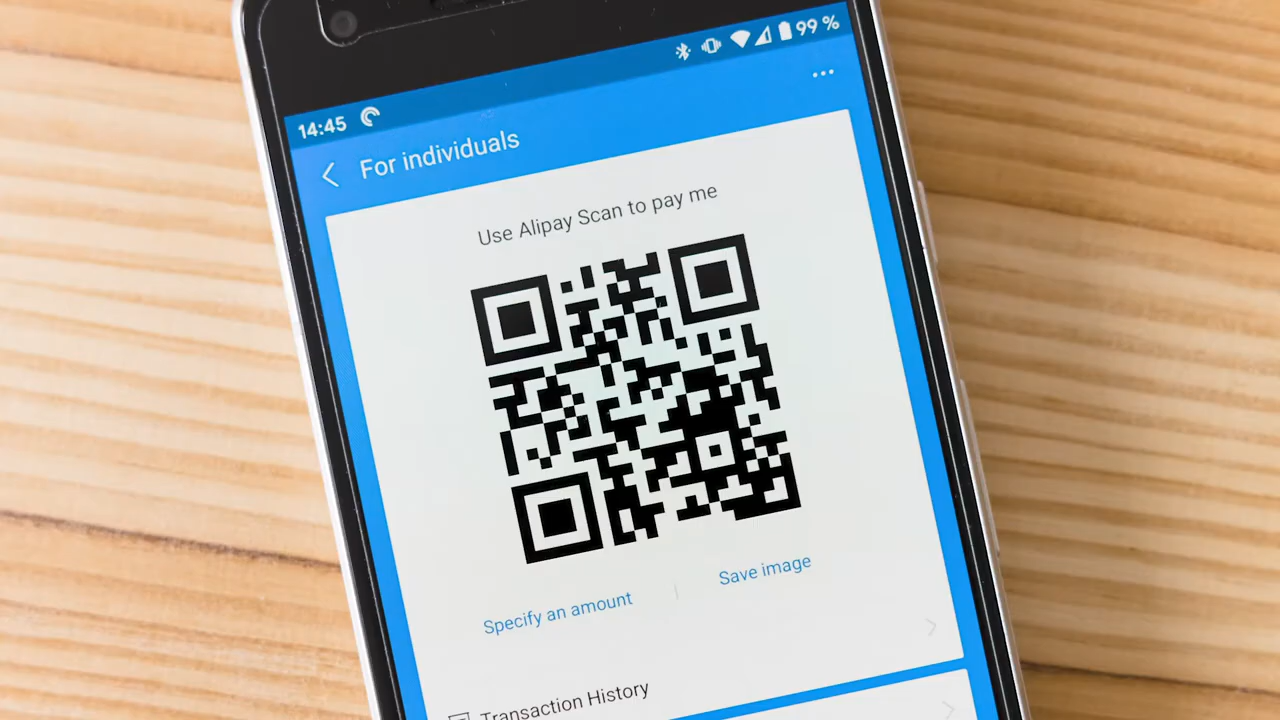 99 %
14:45
For individuals
Use Alipay Scan to pay me
Specify an amount
Save image
Transaction History